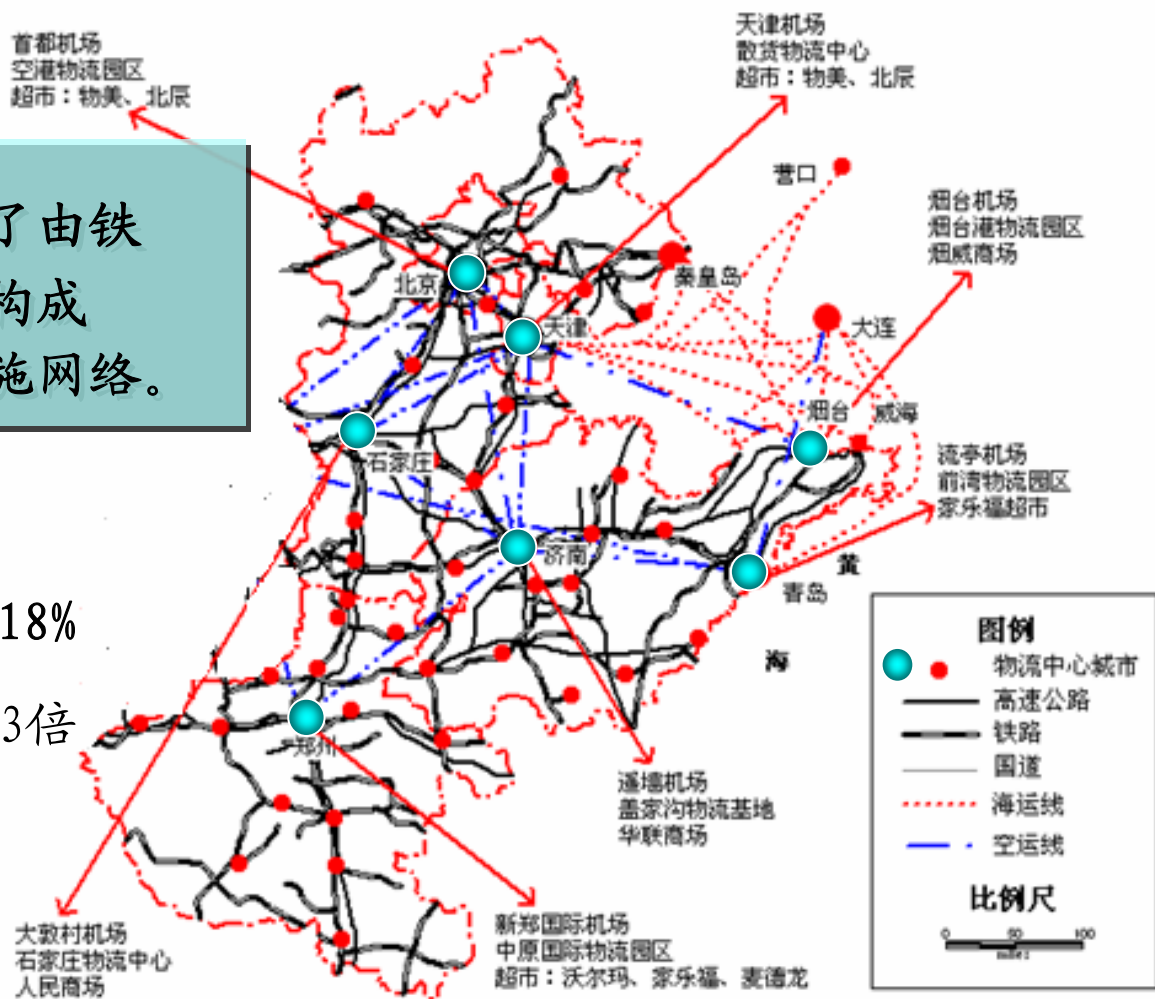 首都机场
空港物流园区
超市：物美、北辰
天津机场
散货物流中心
超市：物美、北辰
了由铁
构成
施网络。
营口
烟台机场
烟台港物流园区
烟威商场
秦皇岛
北京
天津
大连
烟台
威海
石家庄
流亭机场
前湾物流园区
家乐福超市
济南
青岛
黄
海
18%
3倍
郑州
遥墙机场
盖家沟物流基地
华联商场
图例
物流中心城市
高速公路
铁路
国道
海运线
空运线
比例尺
0 50 100
miles
大敦村机场
石家庄物流中心
人民商场
新郑国际机场
中原国际物流园区
超市：沃尔玛、家乐福、麦德龙